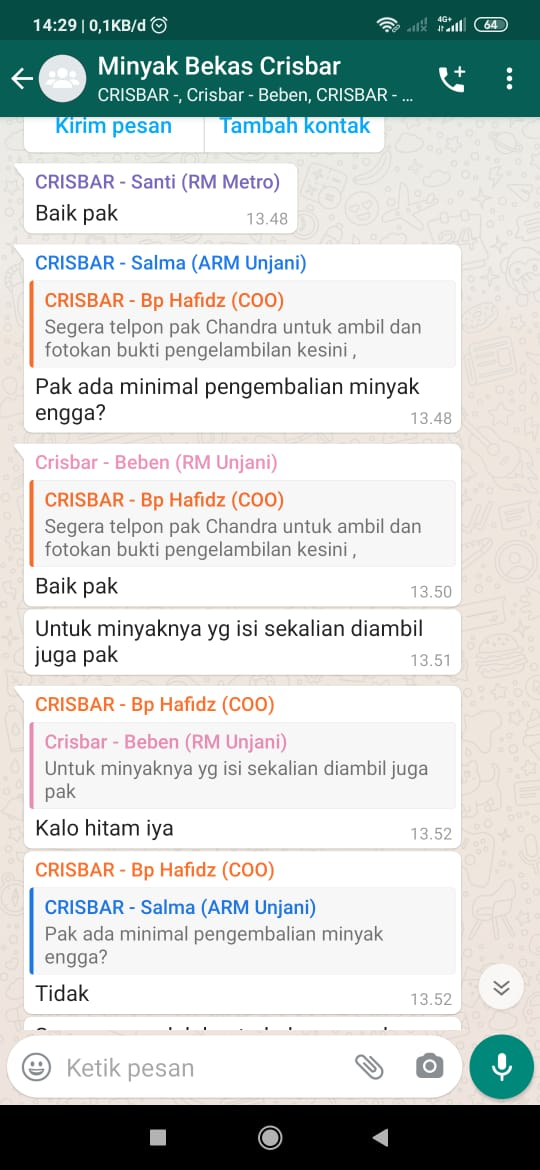 14:29 | 0,1KB/d
4G+
64
Minyak Bekas Crisbar
CRISBAR -, Crisbar - Beben, CRISBAR - ...
Kirim pesan
Tambah kontak
CRISBAR - Santi (RM Metro)
Baik pak
13.48
CRISBAR - Salma (ARM Unjani)
CRISBAR - Bp Hafidz (COO)
Segera telpon pak Chandra untuk ambil dan
fotokan bukti pengelambilan kesini ,
Pak ada minimal pengembalian minyak
engga?
13.48
Crisbar - Beben (RM Unjani)
CRISBAR - Bp Hafidz (COO)
Segera telpon pak Chandra untuk ambil dan
fotokan bukti pengelambilan kesini ,
Baik pak
13.50
Untuk minyaknya yg isi sekalian diambil
juga pak
13.51
CRISBAR - Bp Hafidz (COO)
Crisbar - Beben (RM Unjani)
Untuk minyaknya yg isi sekalian diambil juga
pak
Kalo hitam iya
13.52
CRISBAR - Bp Hafidz (COO)
CRISBAR - Salma (ARM Unjani)
Pak ada minimal pengembalian minyak
engga?
Tidak
13.52
Ketik pesan